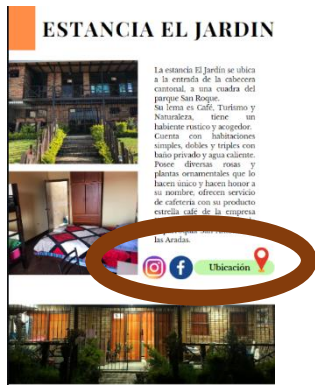 ESTANCIA EL JARDIN
La estancia El Jardín se ubica
a la entrada de la cabecera
cantonal, a una cuadra del
parque San Roque.
Su lema es Café, Turismo y
Naturaleza, tiene un
habiente rustico y acogedor.
Cuenta con habitaciones
simples, dobles y triples con
baño privado y agua caliente.
Posee diversas rosas y
plantas ornamentales que lo
hacen único y hacen honor a
su nombre, ofrecen servicio
de cafetería con su producto
estrella café de la empresa
las Aradas.
Ubicación